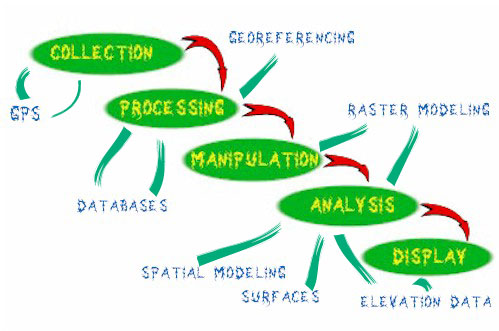 GEOREFERENCING
COLLECTION
GPS
PROCESSING
RASTER MODELING
MANIPULATION
DATABASES
ANALYSIS
DISPLAY
SPATIAL MODELING
SURFACES
ELEVATION DATA